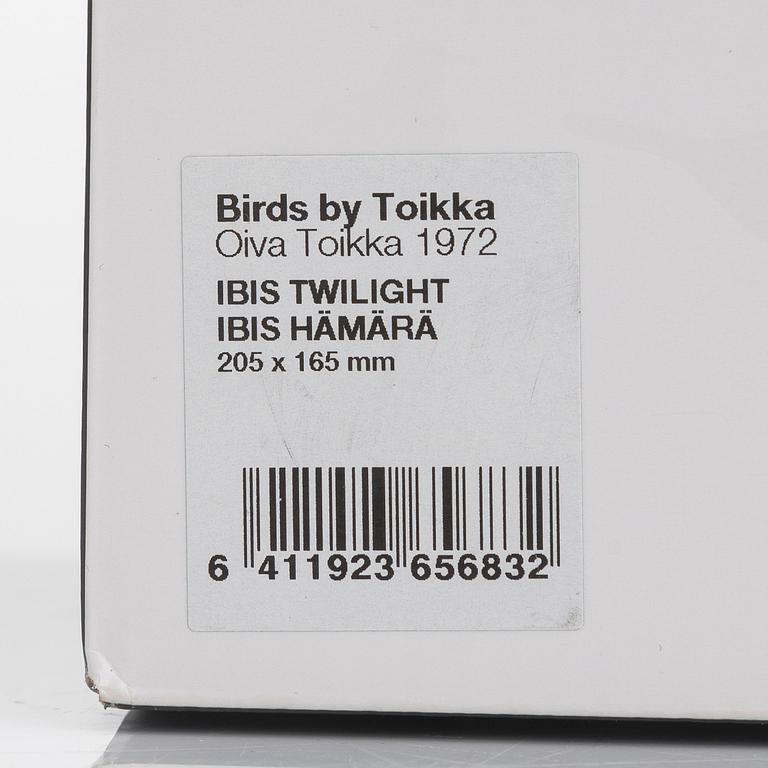 Birds by Toikka
Oiva Toikka 1972
IBIS TWILIGHT
IBIS HÄMÄRÄ
205 x 165 mm
6 411923 656832